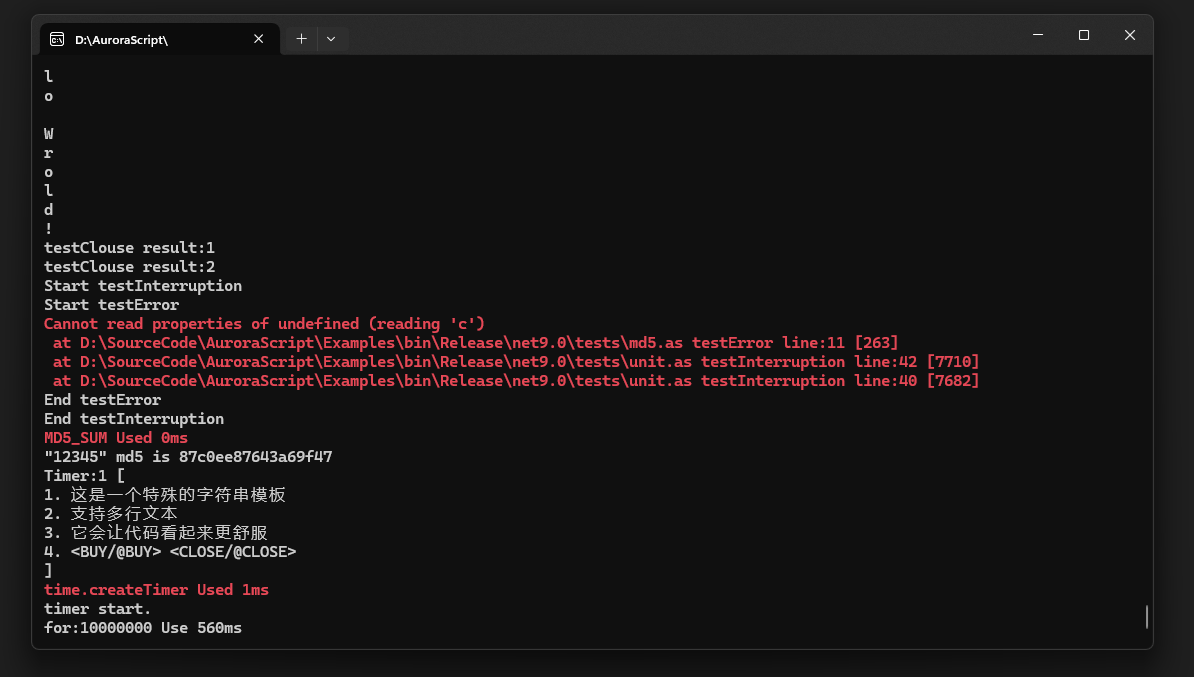 D:\AuroraScript\
l
o
W
r
o
l
d
!
testClouse result:1
testClouse result:2
Start testInterruption
Start testError
Cannot read properties of undefined (reading 'c')
at D:\SourceCode\AuroraScript\Examples\bin\Release\net9.0\tests\md5.as testError line:11 [263]
at D:\SourceCode\AuroraScript\Examples\bin\Release\net9.0\tests\unit.as testInterruption line:42 [7710]
at D:\SourceCode\AuroraScript\Examples\bin\Release\net9.0\tests\unit.as testInterruption line:40 [7682]
End testError
End testInterruption
MD5_SUM Used 0ms
"12345" md5 is 87c0ee87643a69f47
Timer:1 [
1. 这是一个特殊的字符串模板
2. 支持多行文本
3. 它会让代码看起来更舒服
4. <BUY/@BUY> <CLOSE/@CLOSE>
]
time.createTimer Used 1ms
timer start.
for:10000000 Use 560ms